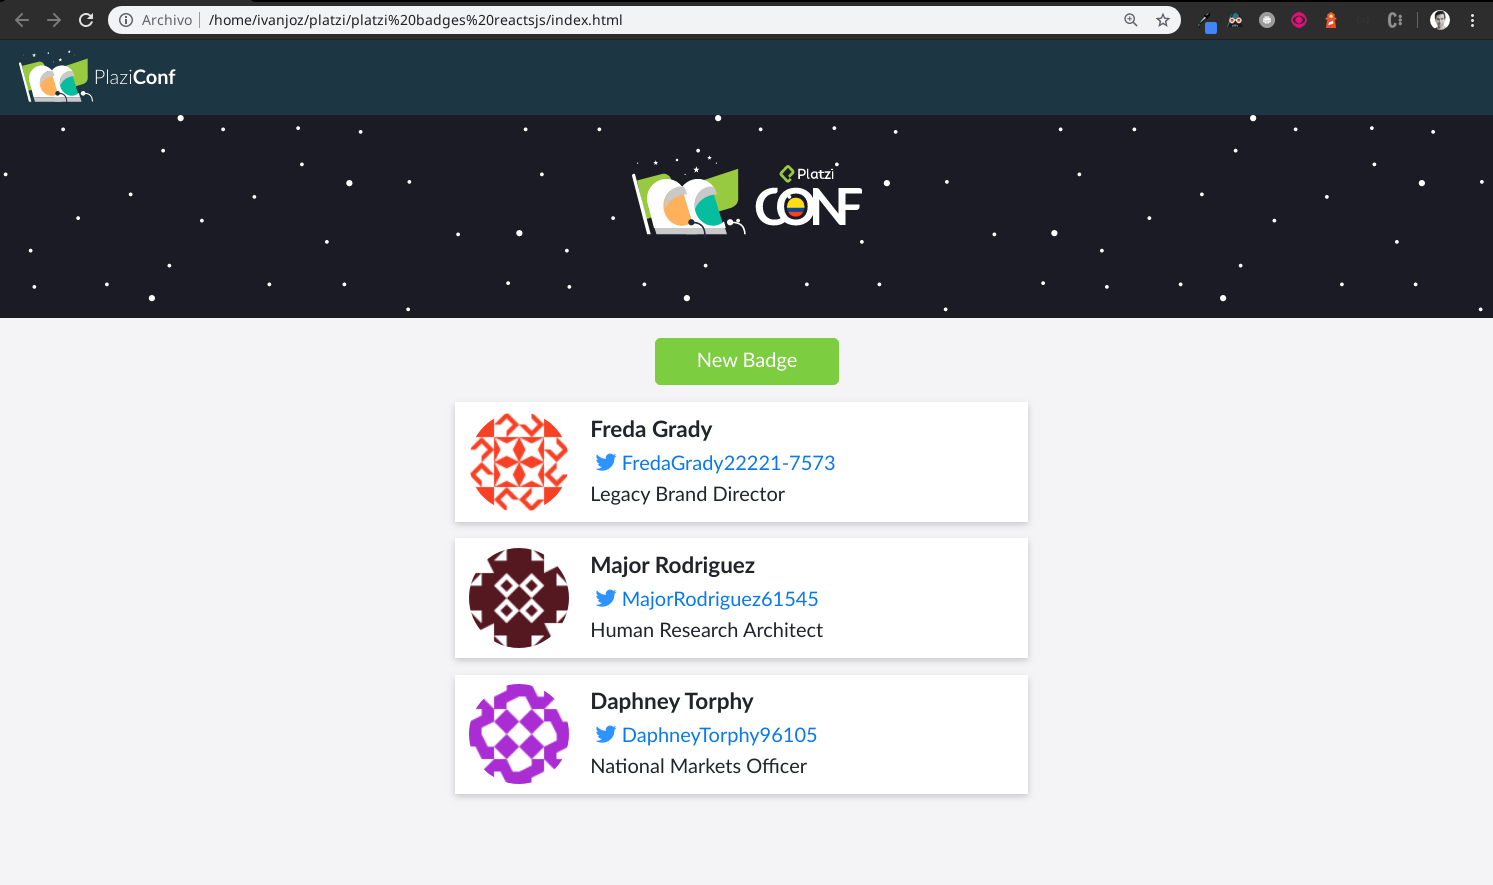 Archivo /home/ivanjoz/platzi/platzi%20badges%20reactsjs/index.html
PlaziConf
Platzi
CONF
New Badge
Freda Grady
FredaGrady22221-7573
Legacy Brand Director
Major Rodriguez
MajorRodriguez61545
Human Research Architect
Daphney Torphy
DaphneyTorphy96105
National Markets Officer